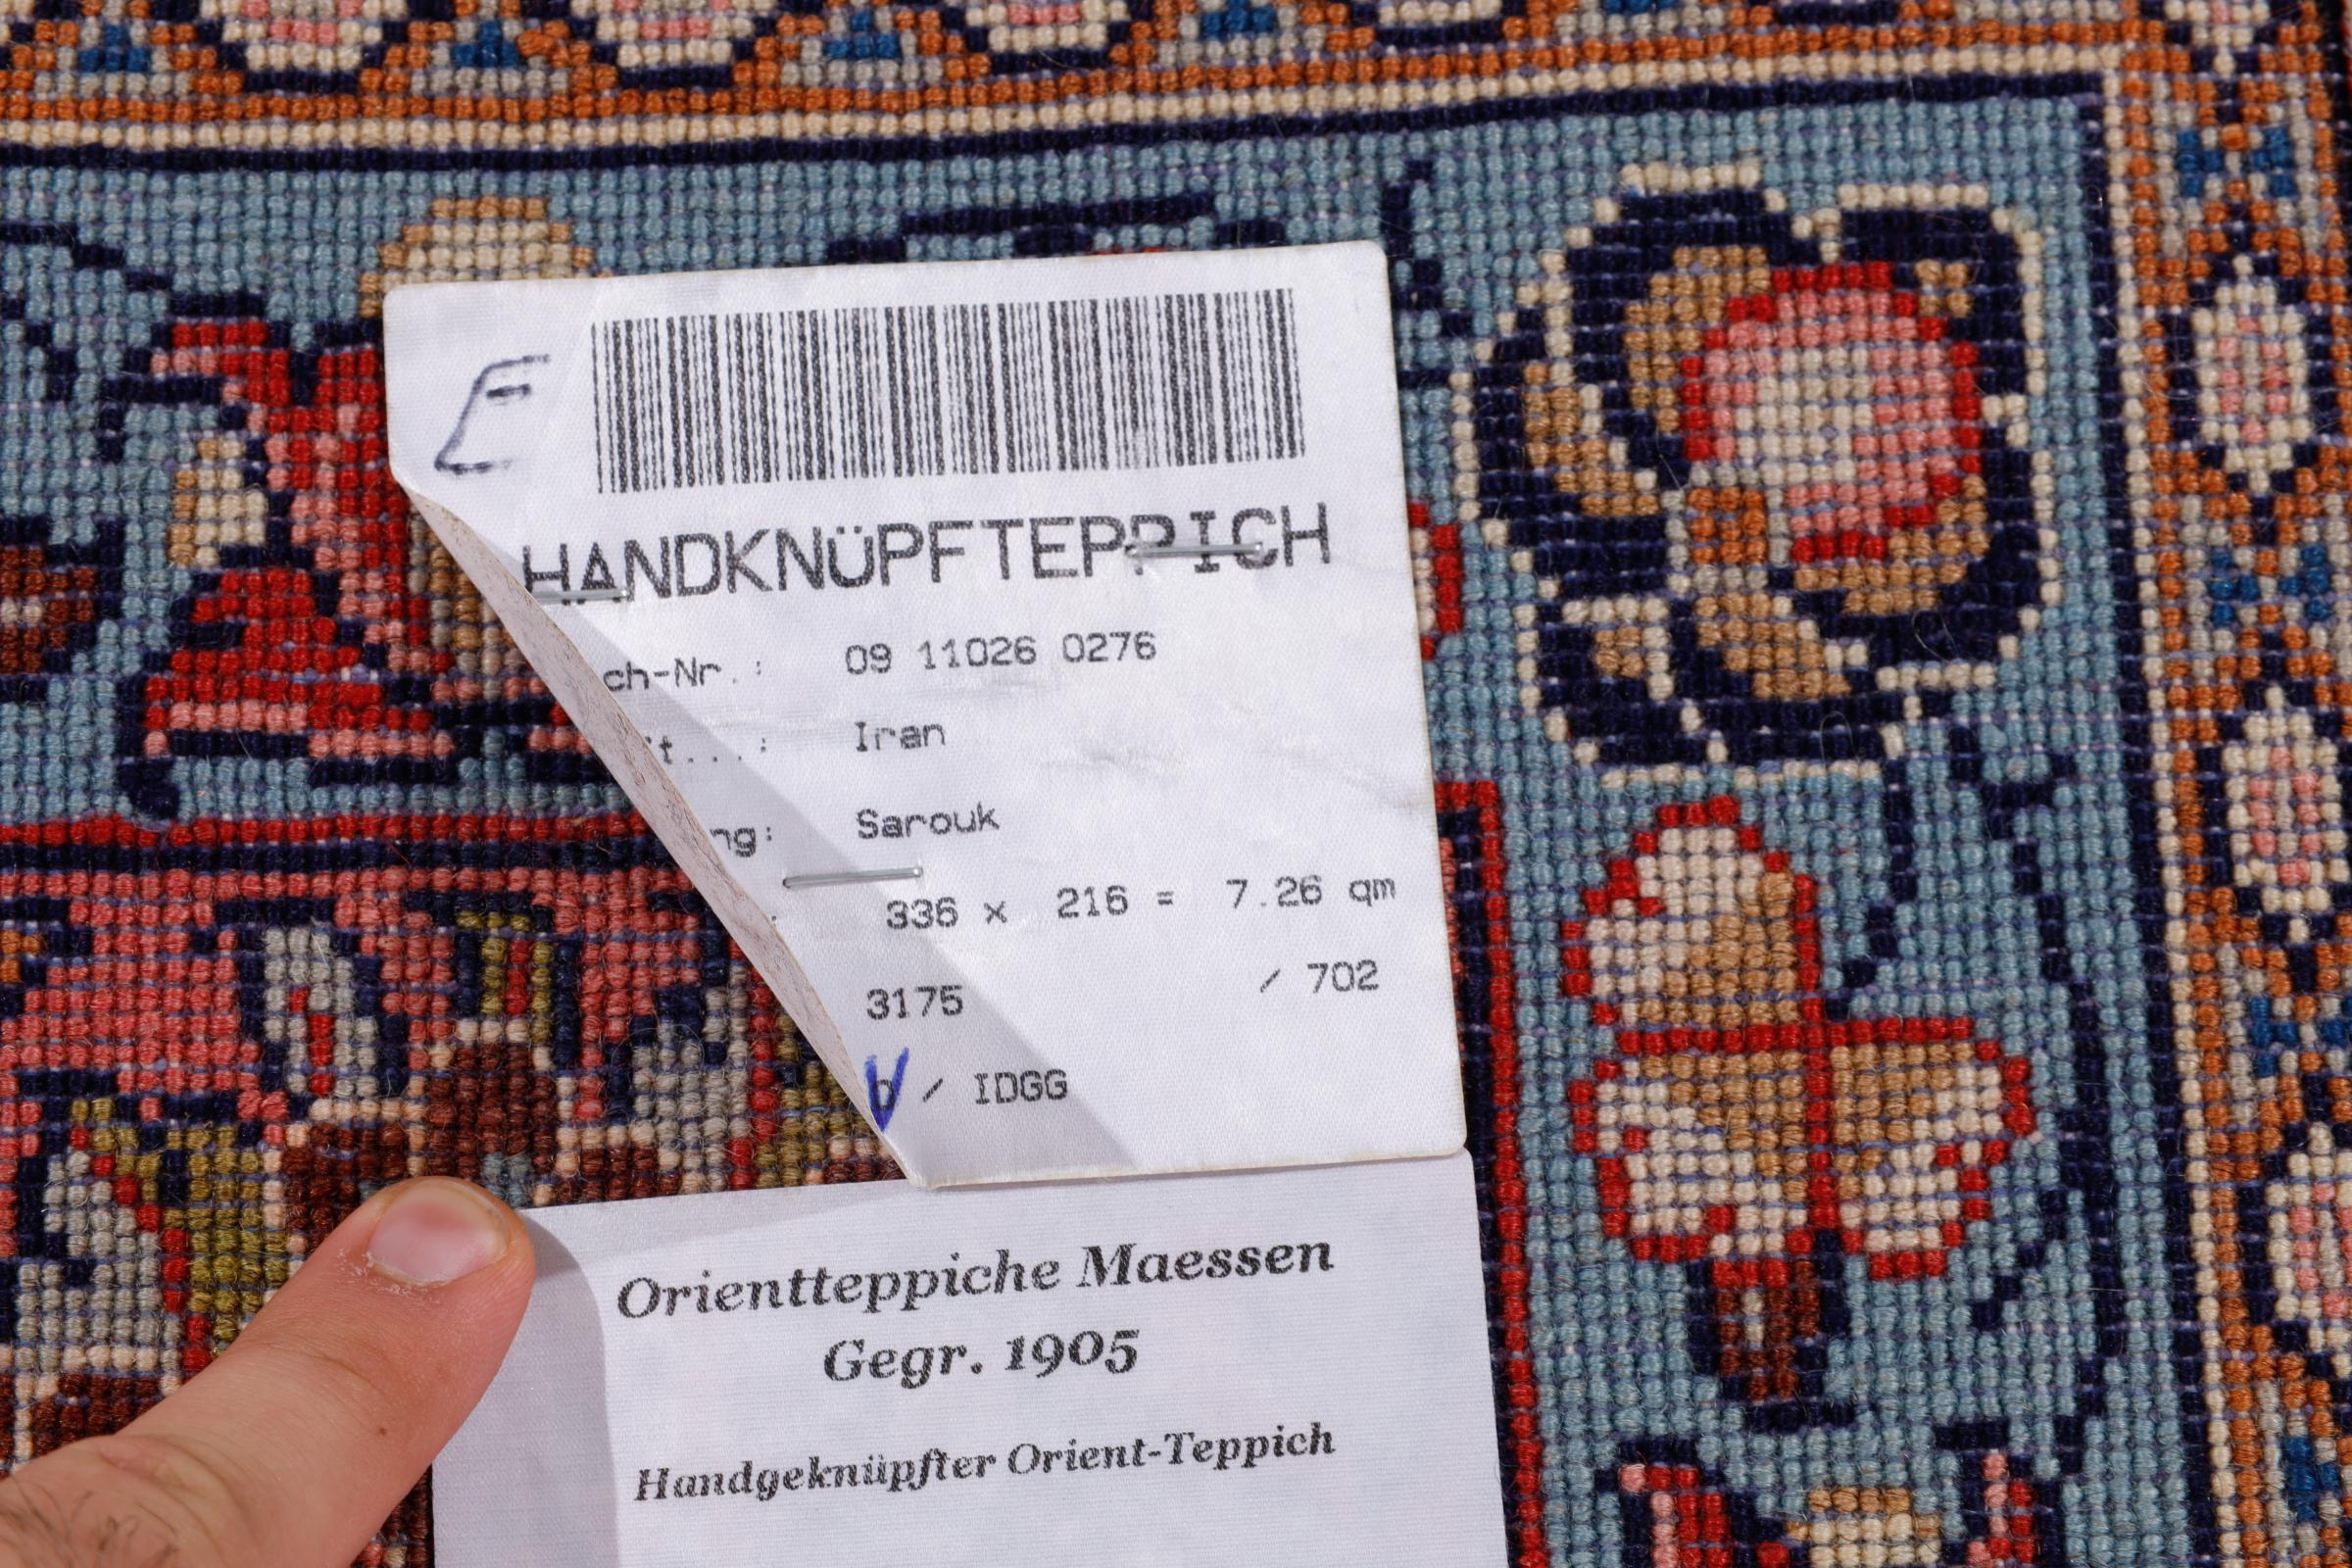 E
HANDKNÜPFTEPPICH
ch-Nr.: 09 11026 0276
it...: Iran
ng: Sarouk
: 336 x 216 = 7.26 qm
3175 / 702
/ IDGG
Orientteppiche Maessen
Gegr. 1905
Handgeknüpfter Orient-Teppich